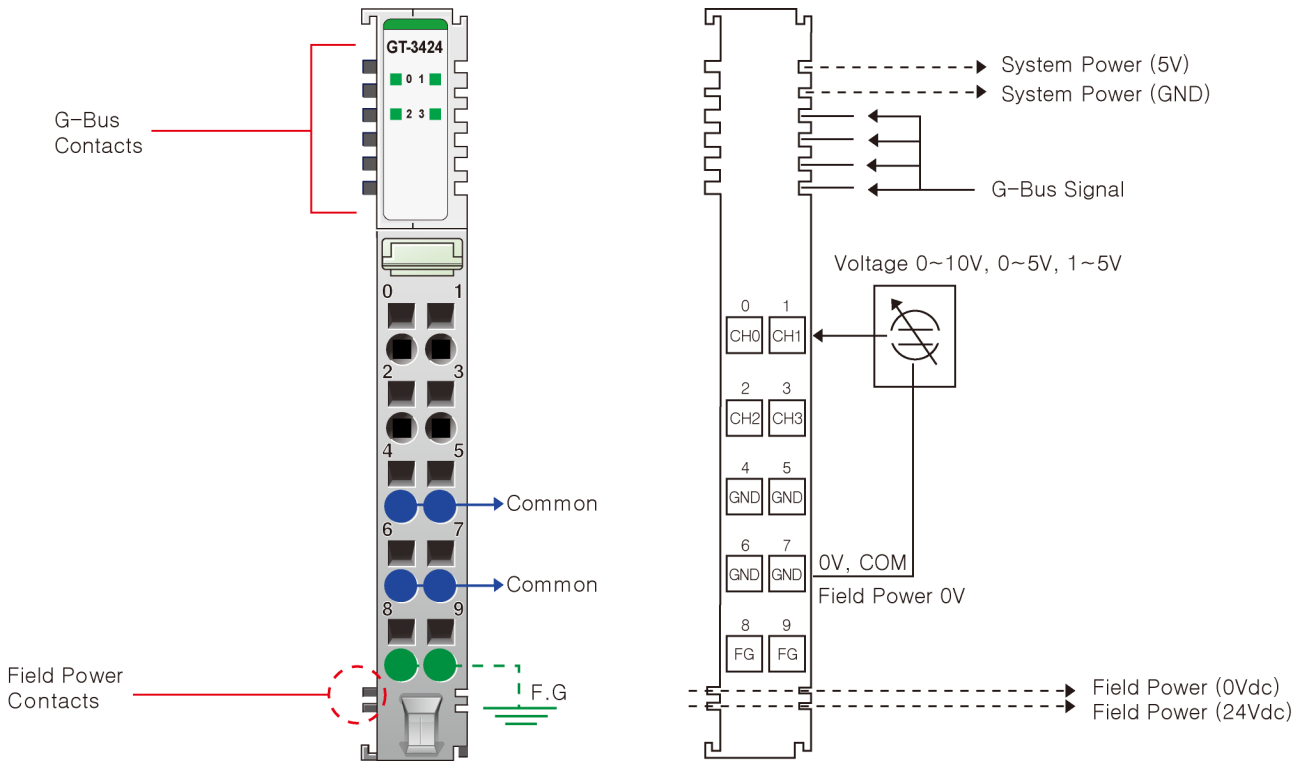 GT-3424
0 1
2 3
G-Bus
Contacts
0 1
2 3
4 5
Common
6 7
Common
8 9
F.G
Field Power
Contacts
System Power (5V)
System Power (GND)
G-Bus Signal
Voltage 0~10V, 0~5V, 1~5V
0 1
CH0 CH1
2 3
CH2 CH3
4 5
GND GND
6 7
GND GND
0V, COM
Field Power 0V
8 9
FG FG
Field Power (0Vdc)
Field Power (24Vdc)